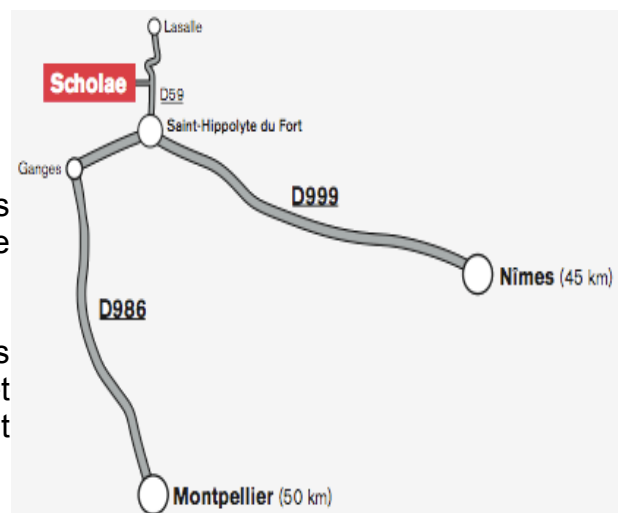 Lasalle
Scholae
D59
Saint-Hippolyte du Fort
Ganges
s
e
D999
Nîmes (45 km)
D986
s
t
t
Montpellier (50 km)